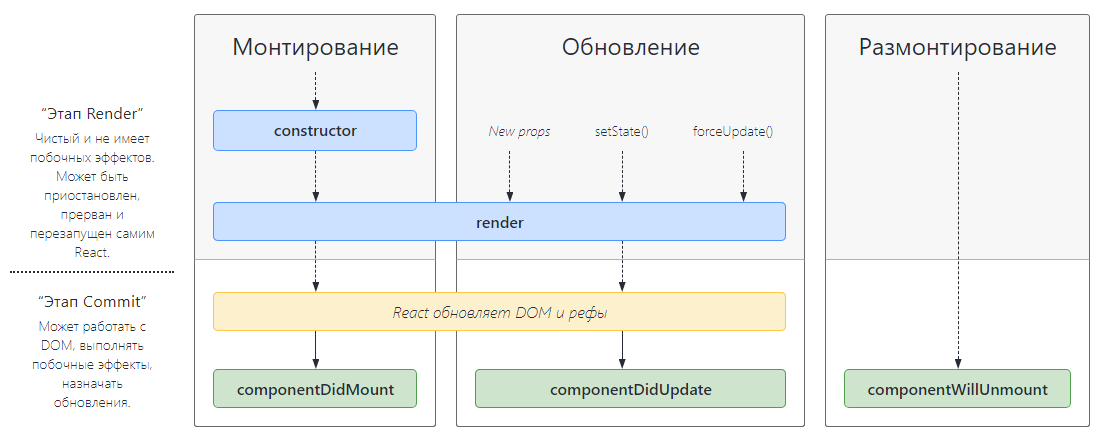 Монтирование
Обновление
Размонтирование
“Этап Render”
Чистый и не имеет
побочных эффектов.
Может быть
приостановлен,
прерван и
перезапущен самим
React.
constructor
New props
setState()
forceUpdate()
render
“Этап Commit”
Может работать с
DOM, выполнять
побочные эффекты,
назначать
обновления.
React обновляет DOM и рефы
componentDidMount
componentDidUpdate
componentWillUnmount